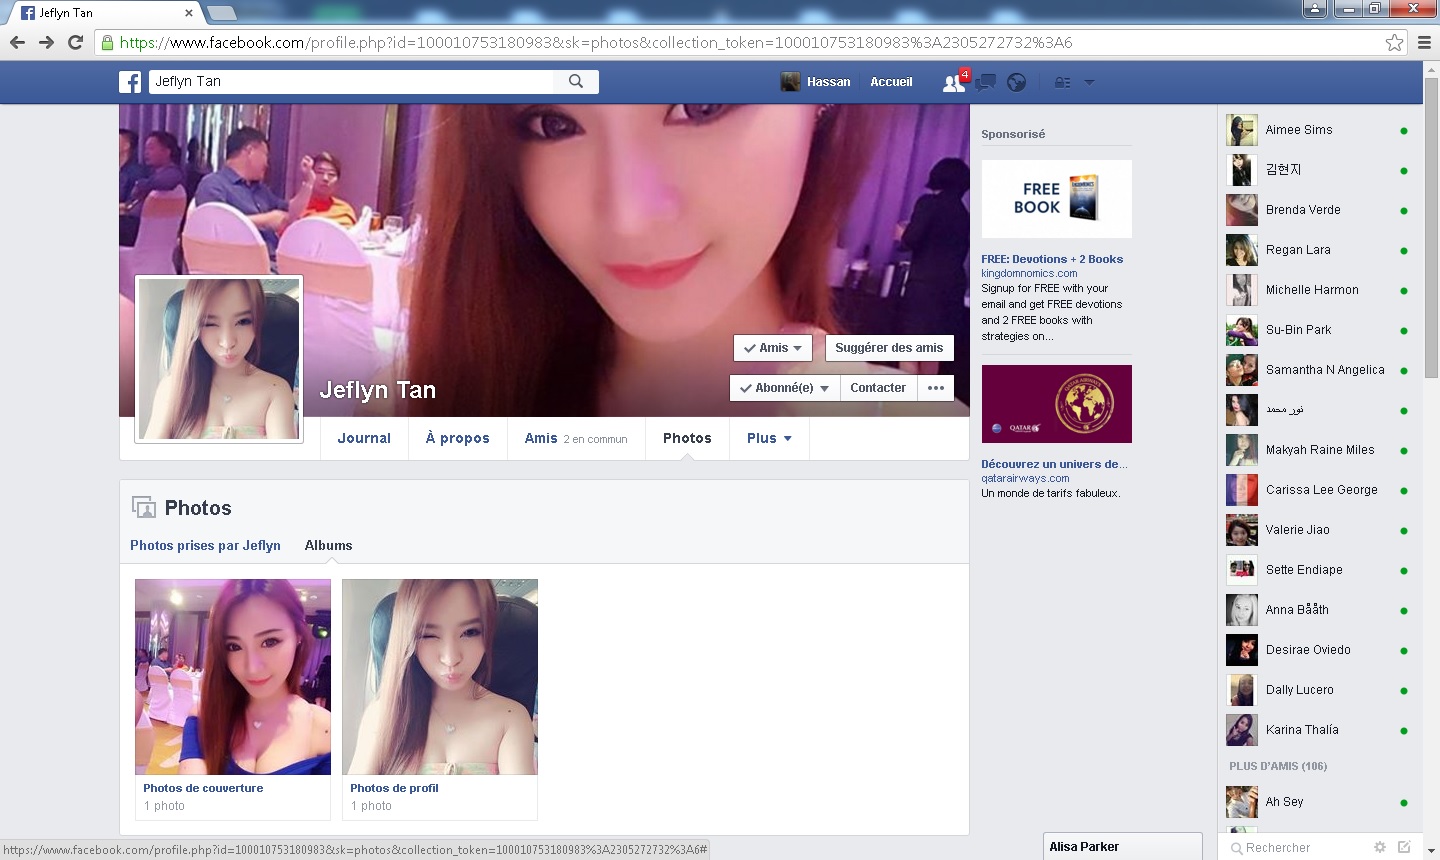 Jeflyn Tan
https://www.facebook.com/profile.php?id=100010753180983&sk=photos&collection_token=100010753180983%3A2305272732%3A6
Jeflyn Tan
Hassan
Accueil
4
Jeflyn Tan
Amis
Suggérer des amis
Abonné(e)
Contacter
Journal
À propos
Amis 2 en commun
Photos
Plus
Photos
Photos prises par Jeflyn
Albums
Photos de couverture
1 photo
Photos de profil
1 photo
Sponsorisé
FREE
BOOK
FREE: Devotions + 2 Books
kingdomnomics.com
Signup for FREE with your
email and get FREE devotions
and 2 FREE books with
strategies on...
QATAR AIRWAYS
QATAR
Découvrez un univers de...
qatarairways.com
Un monde de tarifs fabuleux.
Aimee Sims
김현지
Brenda Verde
Regan Lara
Michelle Harmon
Su-Bin Park
Samantha N Angelica
نور محمد
Makyah Raine Miles
Carissa Lee George
Valerie Jiao
Sette Endiape
Anna Bååth
Desirae Oviedo
Dally Lucero
Karina Thalía
PLUS D'AMIS (106)
Ah Sey
Rechercher
Alisa Parker
https://www.facebook.com/profile.php?id=100010753180983&sk=photos&collection_token=100010753180983%3A2305272732%3A6#